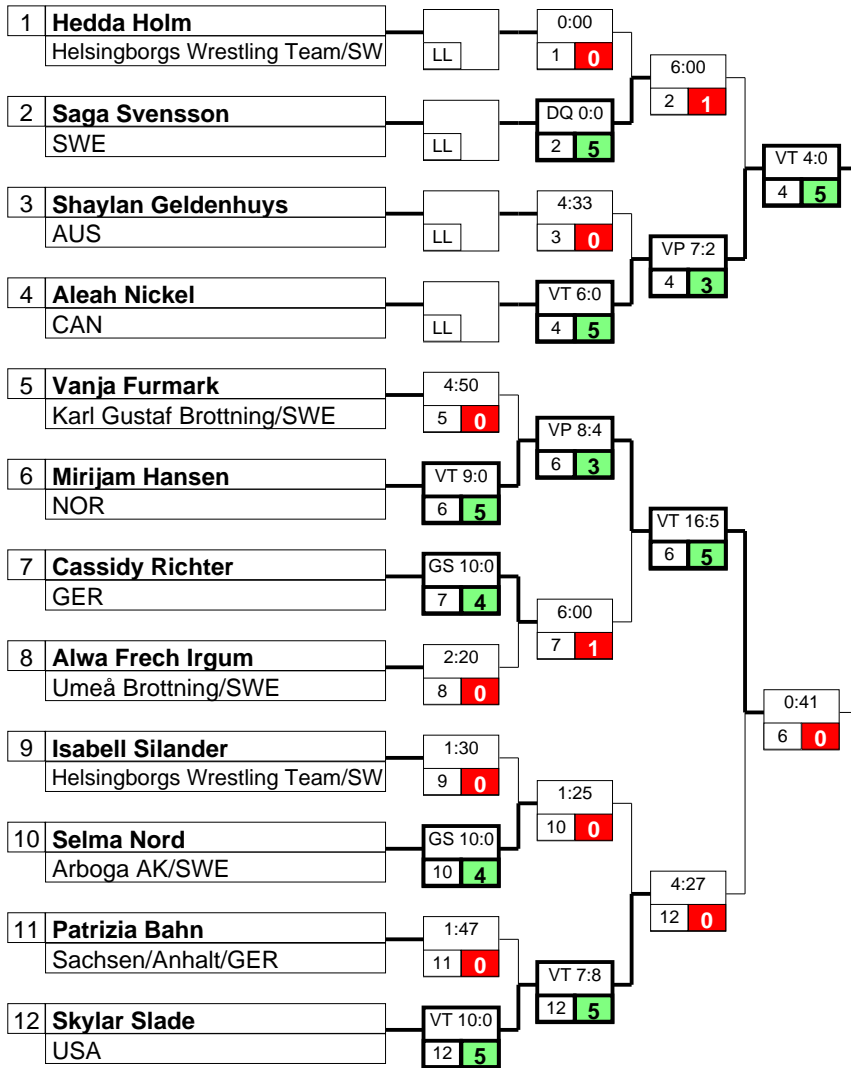 1 Hedda Holm
Helsingborgs Wrestling Team/SW
LL
0:00
1 0
6:00
2 1
2 Saga Svensson
SWE
LL
DQ 0:0
2 5
VT 4:0
4 5
3 Shaylan Geldenhuys
AUS
LL
4:33
3 0
VP 7:2
4 3
4 Aleah Nickel
CAN
LL
VT 6:0
4 5
5 Vanja Furmark
Karl Gustaf Brottning/SWE
4:50
5 0
VP 8:4
6 3
6 Mirijam Hansen
NOR
VT 9:0
6 5
VT 16:5
6 5
7 Cassidy Richter
GER
GS 10:0
7 4
6:00
7 1
8 Alwa Frech Irgum
Umeå Brottning/SWE
2:20
8 0
0:41
6 0
9 Isabell Silander
Helsingborgs Wrestling Team/SW
1:30
9 0
1:25
10 0
10 Selma Nord
Arboga AK/SWE
GS 10:0
10 4
4:27
12 0
11 Patrizia Bahn
Sachsen/Anhalt/GER
1:47
11 0
VT 7:8
12 5
12 Skylar Slade
USA
VT 10:0
12 5